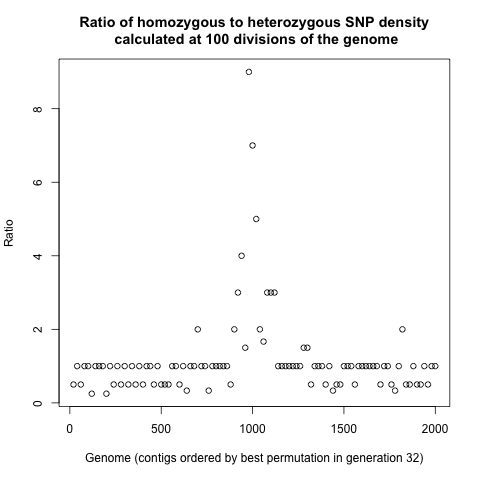 Ratio of homozygous to heterozygous SNP density
calculated at 100 divisions of the genome
Ratio
8
6
4
2
0
0 500 1000 1500 2000
Genome (contigs ordered by best permutation in generation 32)